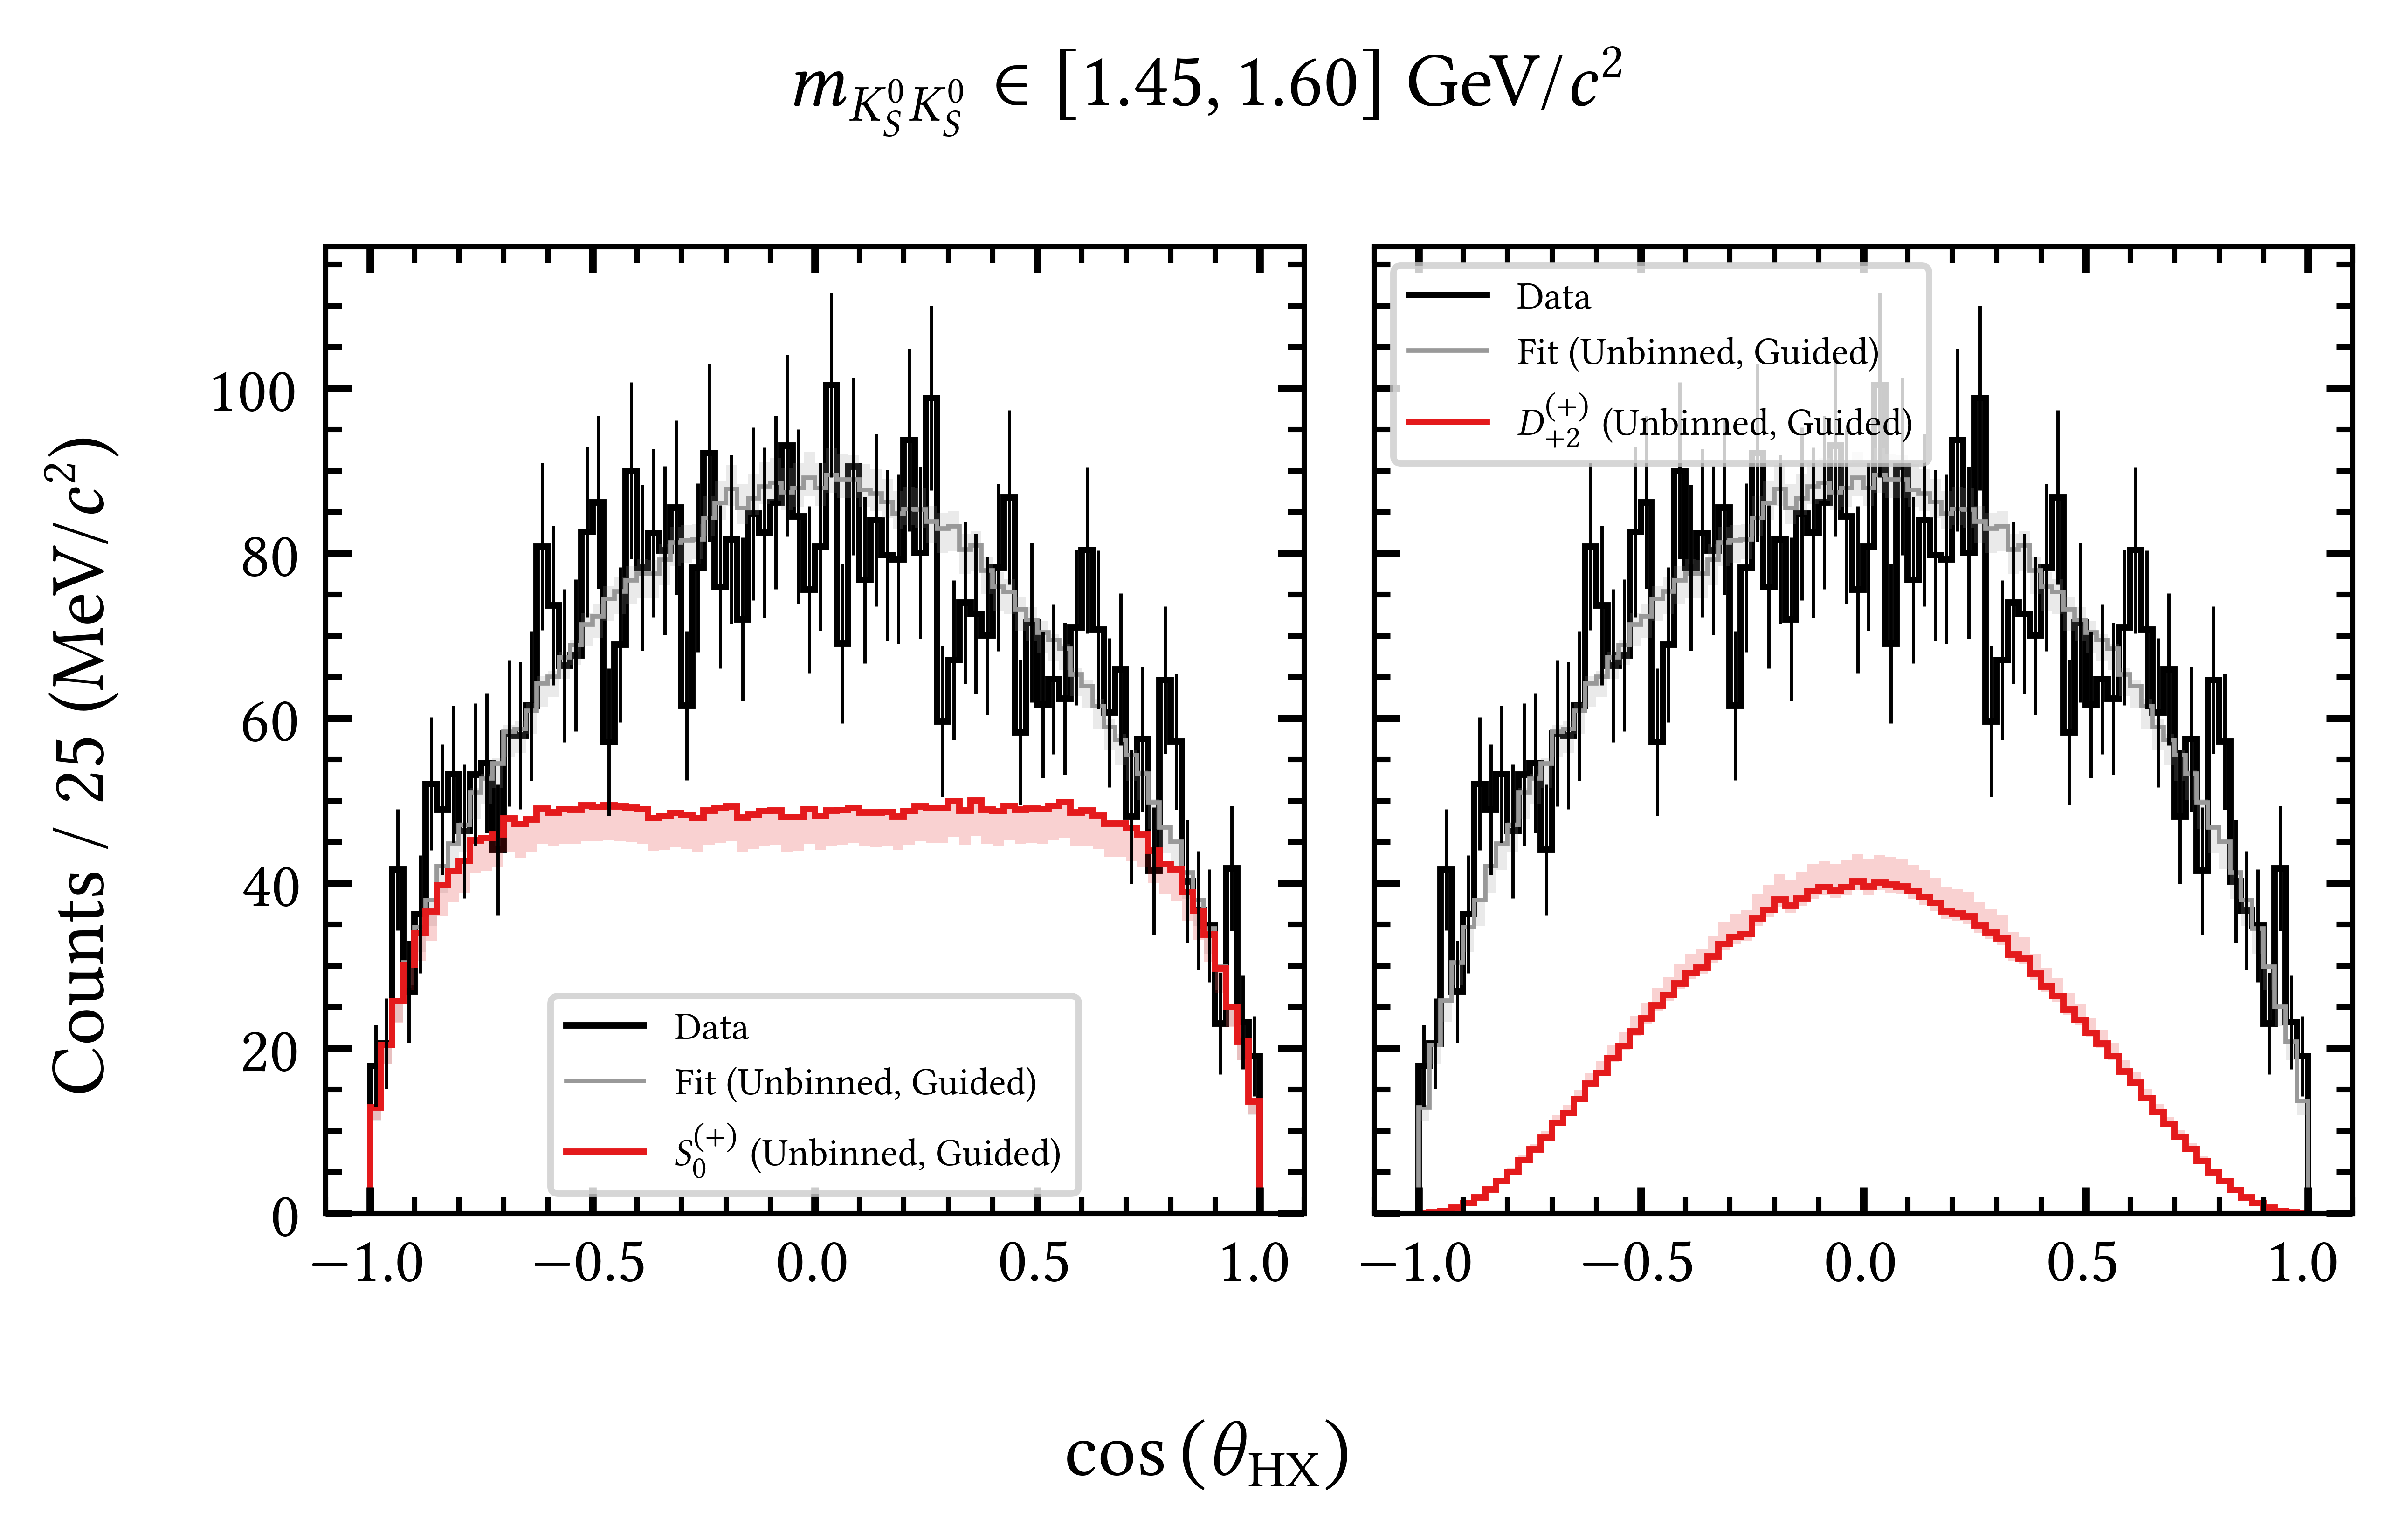 m_{K_S^0 K_S^0} ∈ [1.45, 1.60] GeV/c²
Counts / 25 (MeV/c²)
100
80
60
40
20
0
Data
Fit (Unbinned, Guided)
S_0^{(+)} (Unbinned, Guided)
−1.0 −0.5 0.0 0.5 1.0
Data
Fit (Unbinned, Guided)
D_{+2}^{(+)} (Unbinned, Guided)
−1.0 −0.5 0.0 0.5 1.0
cos (θ_{HX})